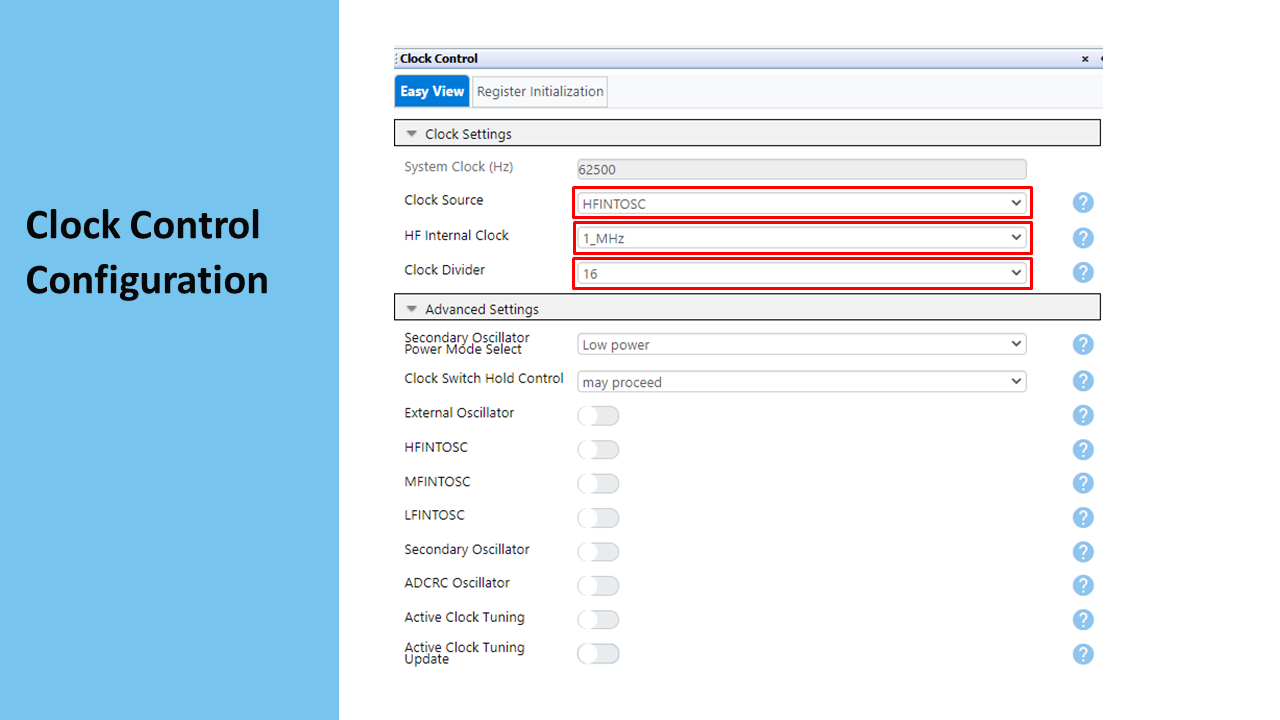 Clock Control
Configuration
Clock Control
Easy View
Register Initialization
Clock Settings
System Clock (Hz)
62500
Clock Source
HFINTOSC
HF Internal Clock
1_MHz
Clock Divider
16
Advanced Settings
Secondary Oscillator
Power Mode Select
Low power
Clock Switch Hold Control
may proceed
External Oscillator
HFINTOSC
MFINTOSC
LFINTOSC
Secondary Oscillator
ADCRC Oscillator
Active Clock Tuning
Active Clock Tuning
Update